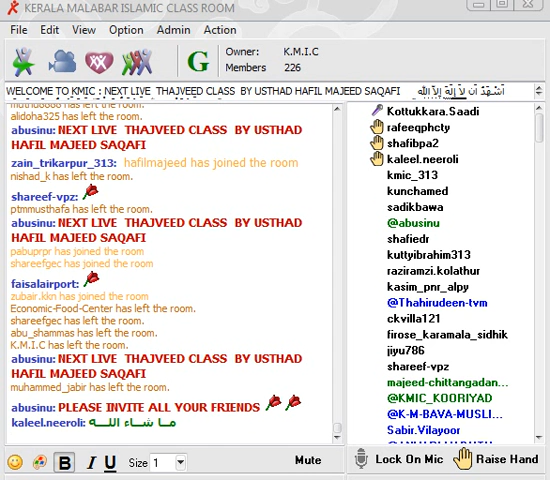 KERALA MALABAR ISLAMIC CLASS ROOM
File Edit View Option Admin Action
G
Owner: K.M.I.C
Members 226
WELCOME TO KMIC : NEXT LIVE THAJVEED CLASS BY USTHAD HAFIL MAJEED SAQAFI
has left the room.
alidoha325 has left the room.
abusinu: NEXT LIVE THAJVEED CLASS BY USTHAD
HAFIL MAJEED SAQAFI
zain_trikarpur_313: hafilmajeed has joined the room
nishad_k has left the room.
shareef-vpz:
ptmmusthafa has left the room.
abusinu: NEXT LIVE THAJVEED CLASS BY USTHAD
HAFIL MAJEED SAQAFI
pabuprpr has joined the room
shareefgec has joined the room
faisalairport:
zubair.kkn has joined the room
Economic-Food-Center has left the room.
shareefgec has left the room.
abu_shammas has left the room.
K.M.I.C has left the room.
abusinu: NEXT LIVE THAJVEED CLASS BY USTHAD
HAFIL MAJEED SAQAFI
muhammed_jabir has left the room.
abusinu: PLEASE INVITE ALL YOUR FRIENDS
kaleel.neeroli: مـا شـاء اللـــه
Kottukkara.Saadi
rafeeqphcty
shafibpa2
kaleel.neeroli
kmic_313
kunchamed
sadikbawa
@abusinu
shafiedr
kuttyibrahim313
raziramzi.kolathur
kasim_pnr_alpy
@Thahirudeen-tvm
ckvilla121
firose_karamala_sidhik
jiyu786
shareef-vpz
majeed-chittangadan...
@KMIC_KOORIYAD
@K-M-BAVA-MUSLI...
Sabir.Vilayoor
B I U Size 1 Mute
Lock On Mic Raise Hand